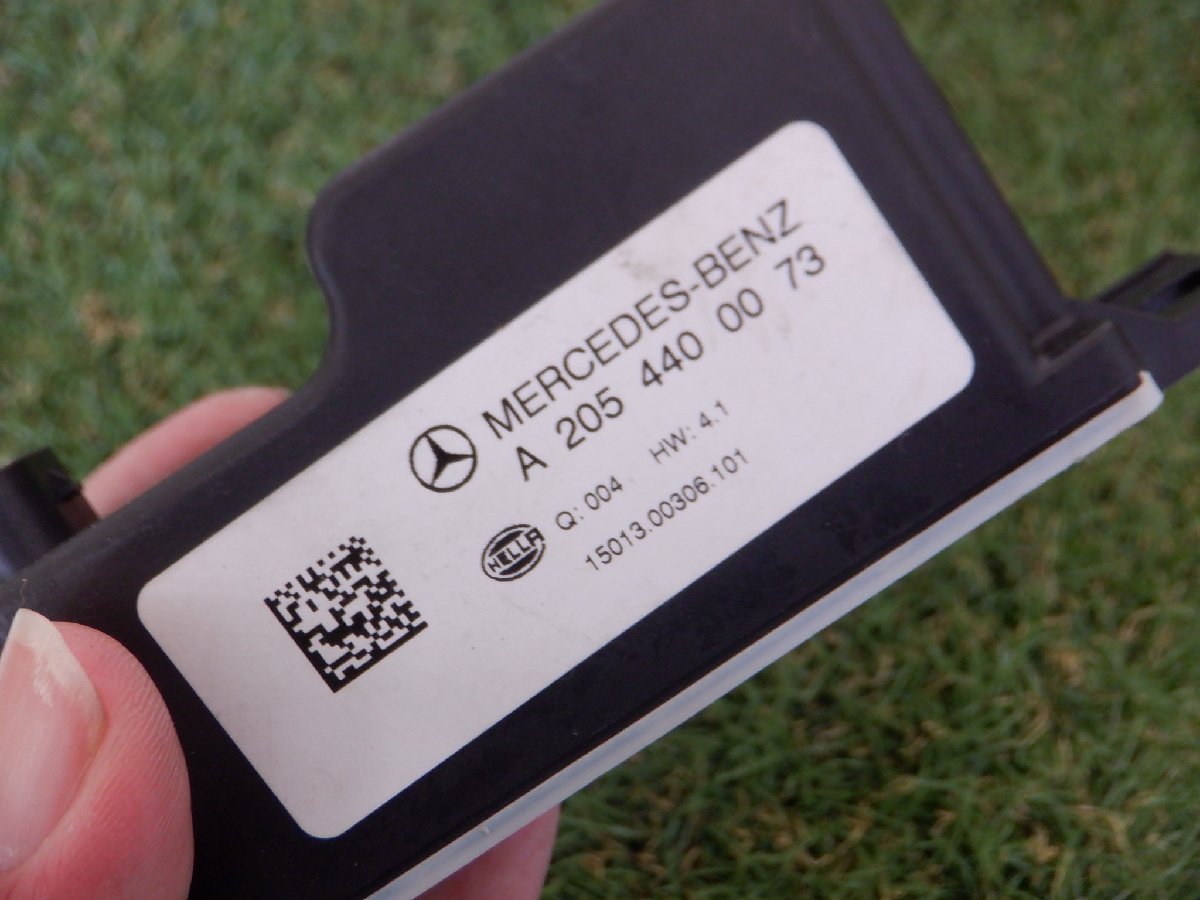 MERCEDES-BENZ
A 205 440 00 73
HELLA Q: 004 HW: 4.1
15013.00306.101